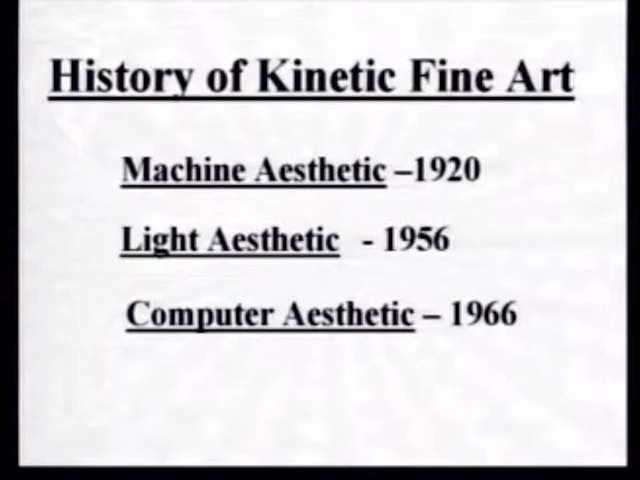 History of Kinetic Fine Art
Machine Aesthetic –1920
Light Aesthetic - 1956
Computer Aesthetic – 1966